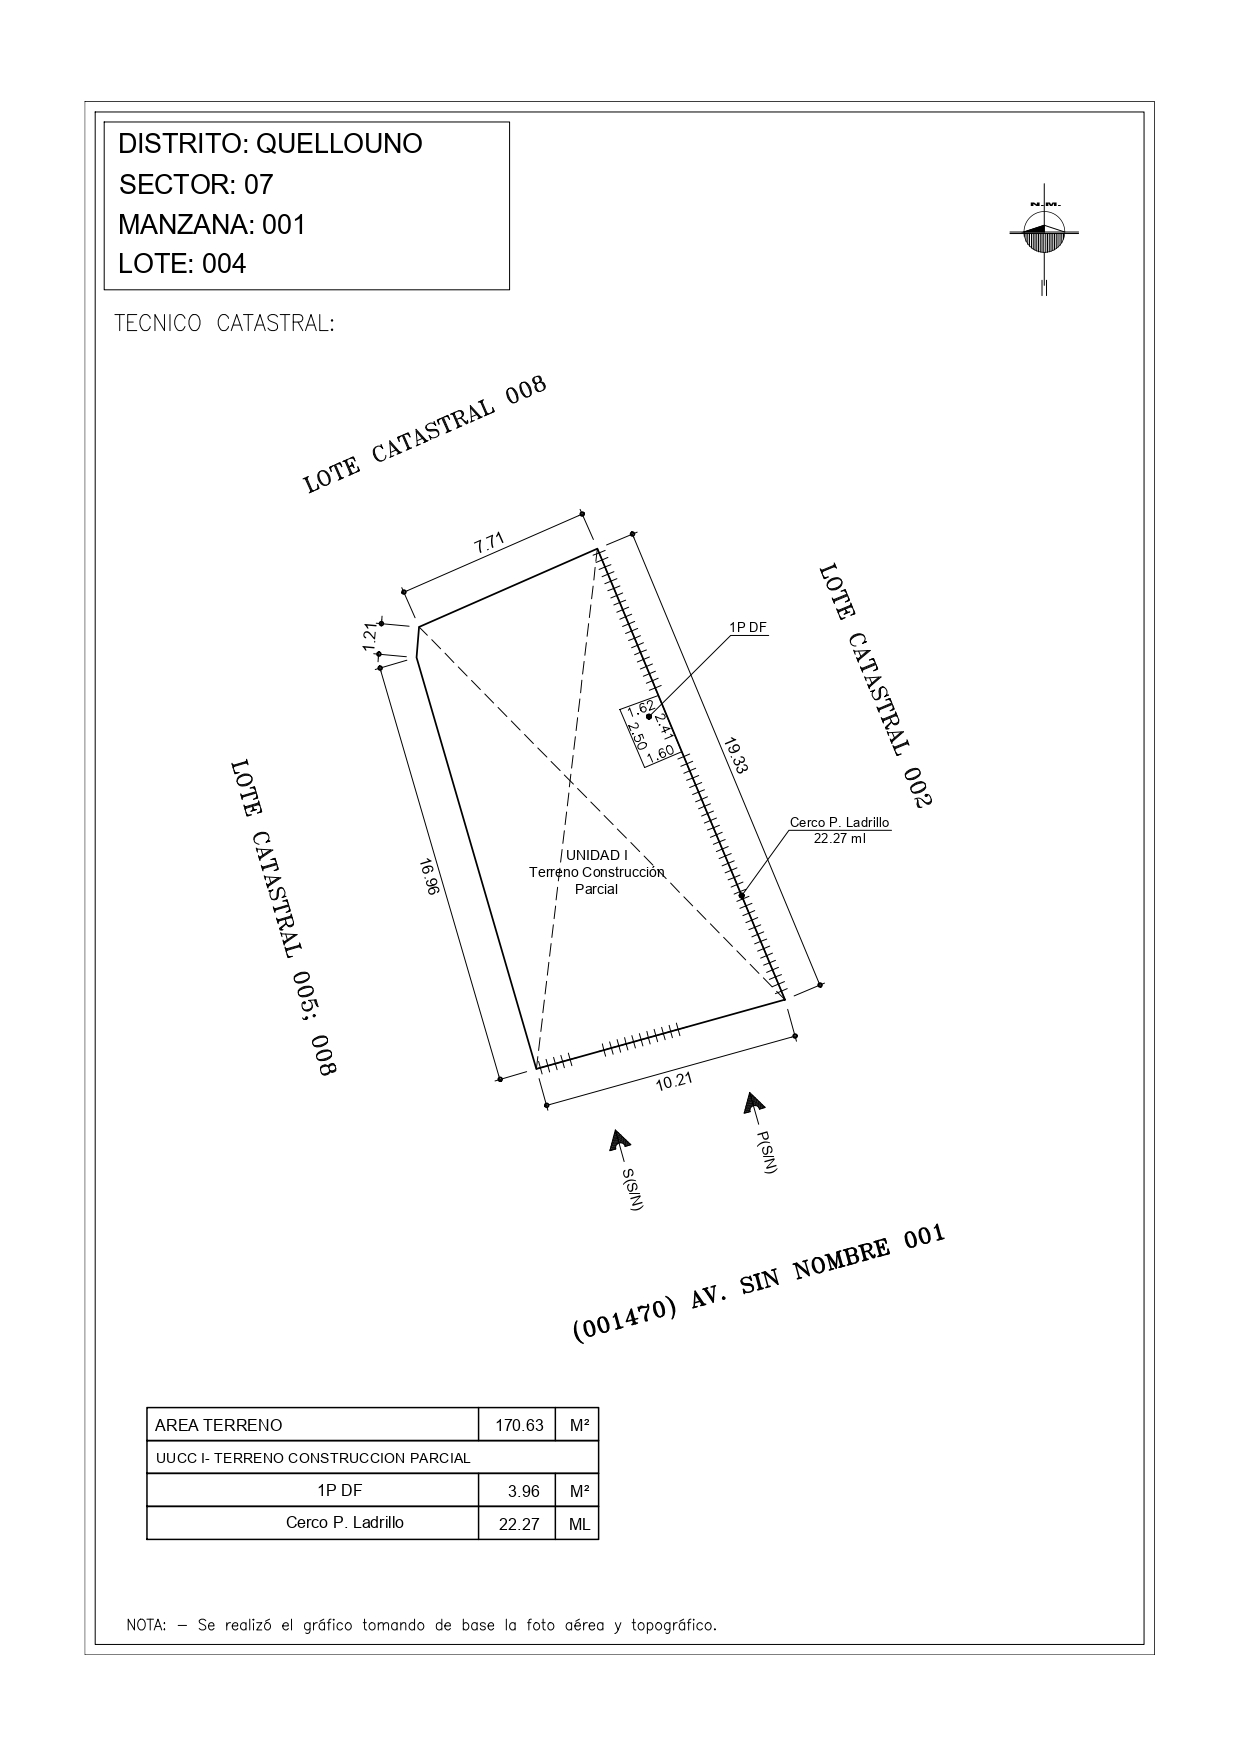 DISTRITO: QUELLOUNO
SECTOR: 07
MANZANA: 001
LOTE: 004
N.M.
TECNICO CATASTRAL:
LOTE CATASTRAL 008
7.71
1.21
LOTE CATASTRAL 002
1P DF
1.62
2.41
2.50
1.60
19.33
LOTE CATASTRAL 005; 008
Cerco P. Ladrillo
22.27 ml
16.96
UNIDAD I
Terreno Construcción
Parcial
10.21
P(S/N)
S(S/N)
(001470) AV. SIN NOMBRE 001
AREA TERRENO 170.63 M²
UUCC I- TERRENO CONSTRUCCION PARCIAL
1P DF 3.96 M²
Cerco P. Ladrillo 22.27 ML
NOTA: - Se realizó el gráfico tomando de base la foto aérea y topográfico.